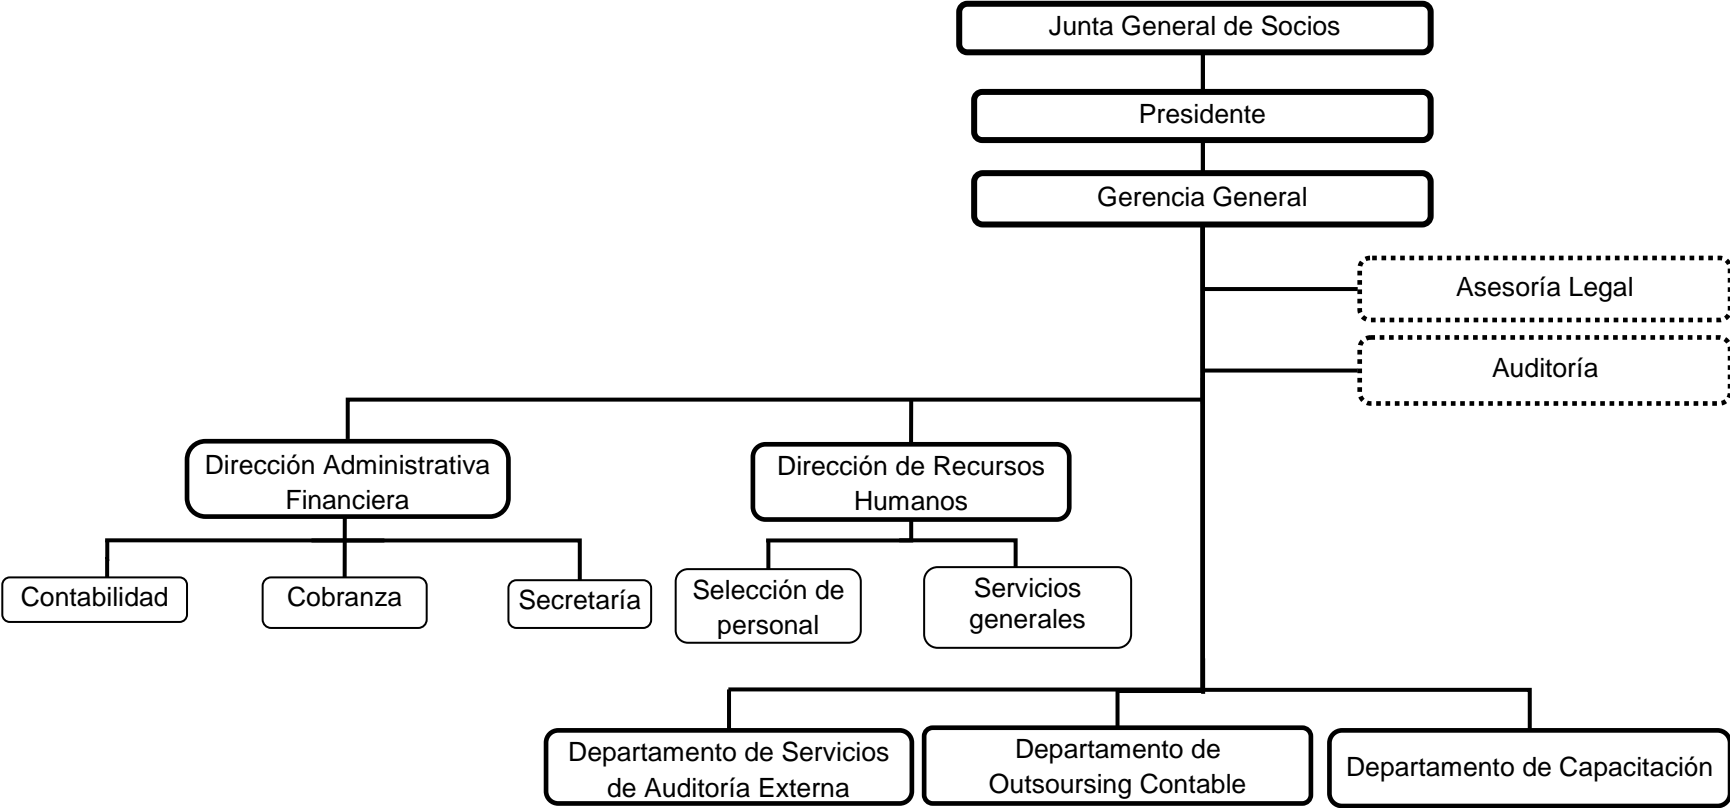 Junta General de Socios
Presidente
Gerencia General
Asesoría Legal
Auditoría
Dirección Administrativa
Financiera
Dirección de Recursos
Humanos
Contabilidad
Cobranza
Secretaría
Selección de
personal
Servicios
generales
Departamento de Servicios
de Auditoría Externa
Departamento de
Outsoursing Contable
Departamento de Capacitación